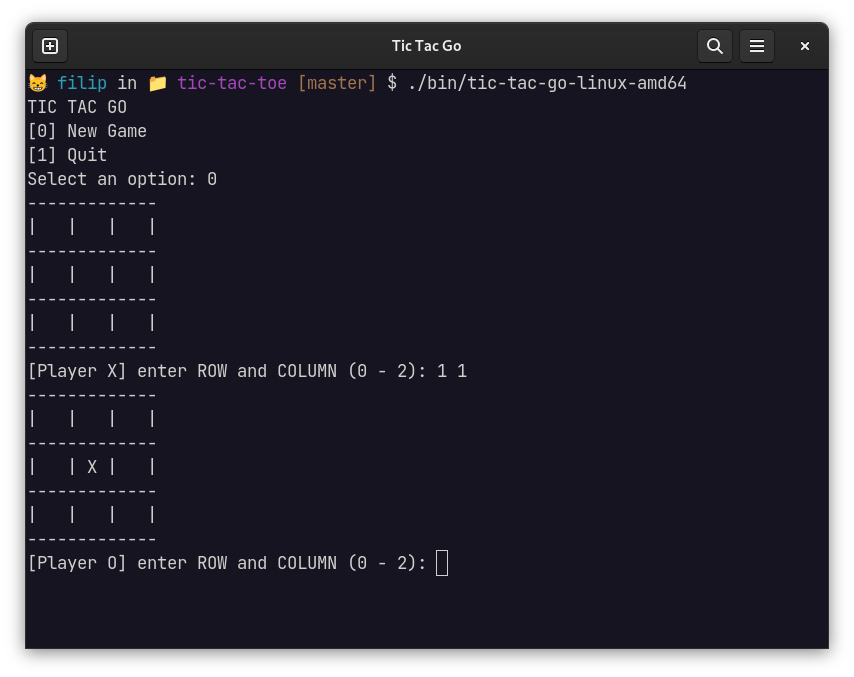 Tic Tac Go
😸 filip in 📁 tic-tac-toe [master] $ ./bin/tic-tac-go-linux-amd64
TIC TAC GO
[0] New Game
[1] Quit
Select an option: 0
-------------
|   |   |   |
-------------
|   |   |   |
-------------
|   |   |   |
-------------
[Player X] enter ROW and COLUMN (0 - 2): 1 1
-------------
|   |   |   |
-------------
|   | X |   |
-------------
|   |   |   |
-------------
[Player O] enter ROW and COLUMN (0 - 2):